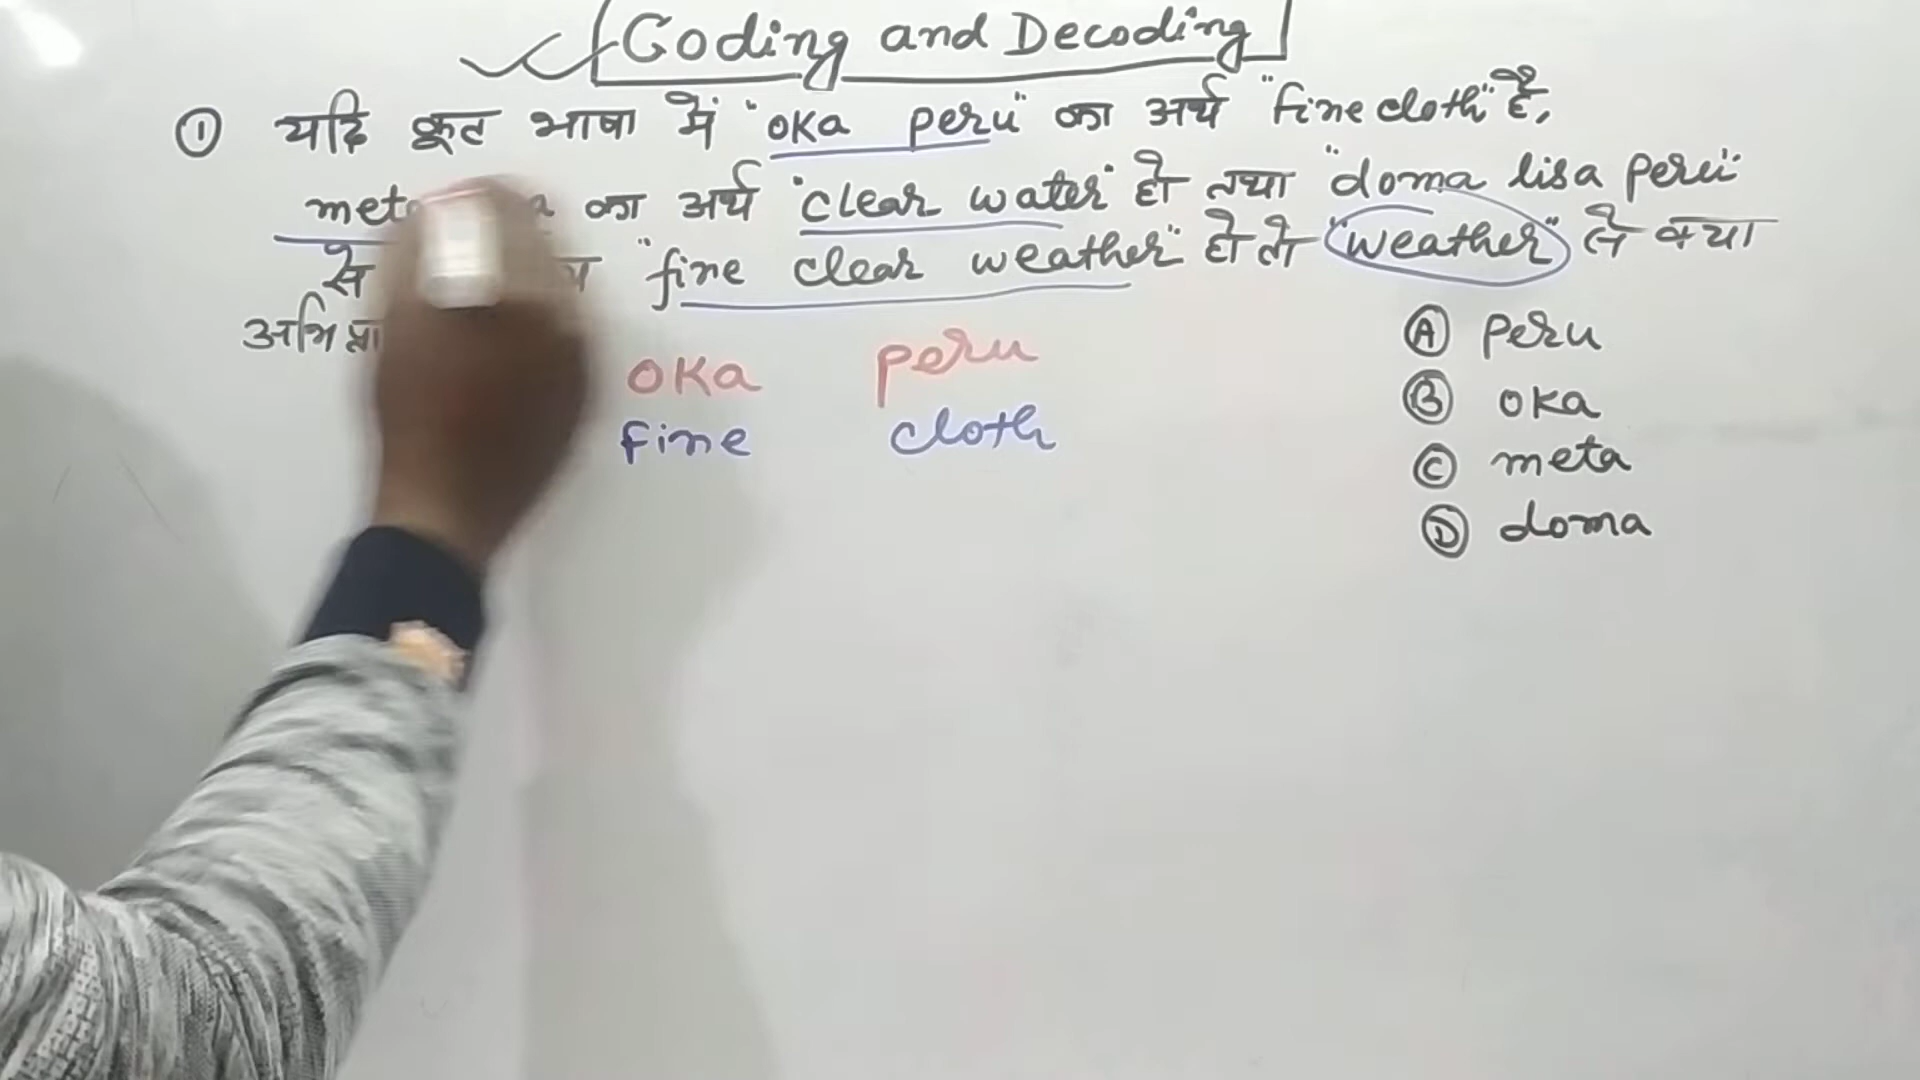 Coding and Decoding
① यदि कूट भाषा में "oka peru" का अर्थ "fine cloth" है,
का अर्थ "clear water" हो तथा "doma lisa peru"
से "fine clear weather" हो तो "weather" से क्या
oka peru
fine cloth
Ⓐ peru
Ⓑ oka
Ⓒ meta
Ⓓ doma